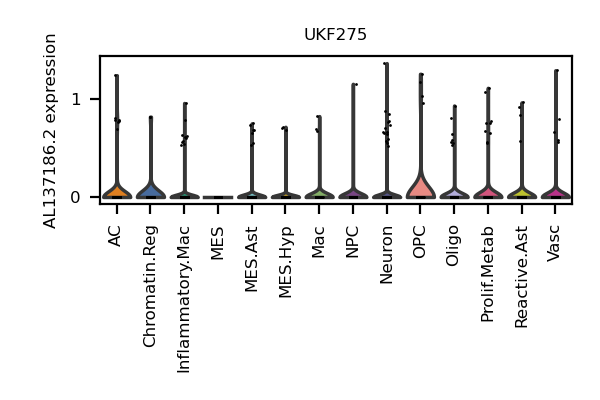 UKF275
AL137186.2 expression
1
0
AC
Chromatin.Reg
Inflammatory.Mac
MES
MES.Ast
MES.Hyp
Mac
NPC
Neuron
OPC
Oligo
Prolif.Metab
Reactive.Ast
Vasc